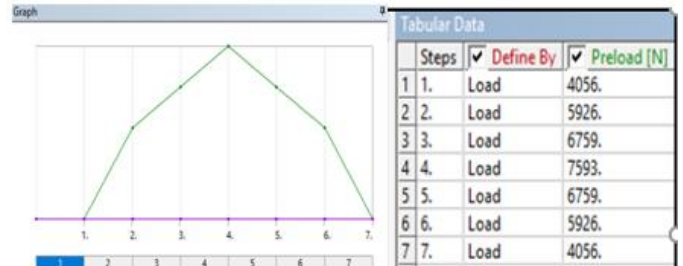 Graph
1. 2. 3. 4. 5. 6. 7.
1 2 3 4 5 6 7
Tabular Data
Steps Define By Preload [N]
1 1. Load 4056.
2 2. Load 5926.
3 3. Load 6759.
4 4. Load 7593.
5 5. Load 6759.
6 6. Load 5926.
7 7. Load 4056.